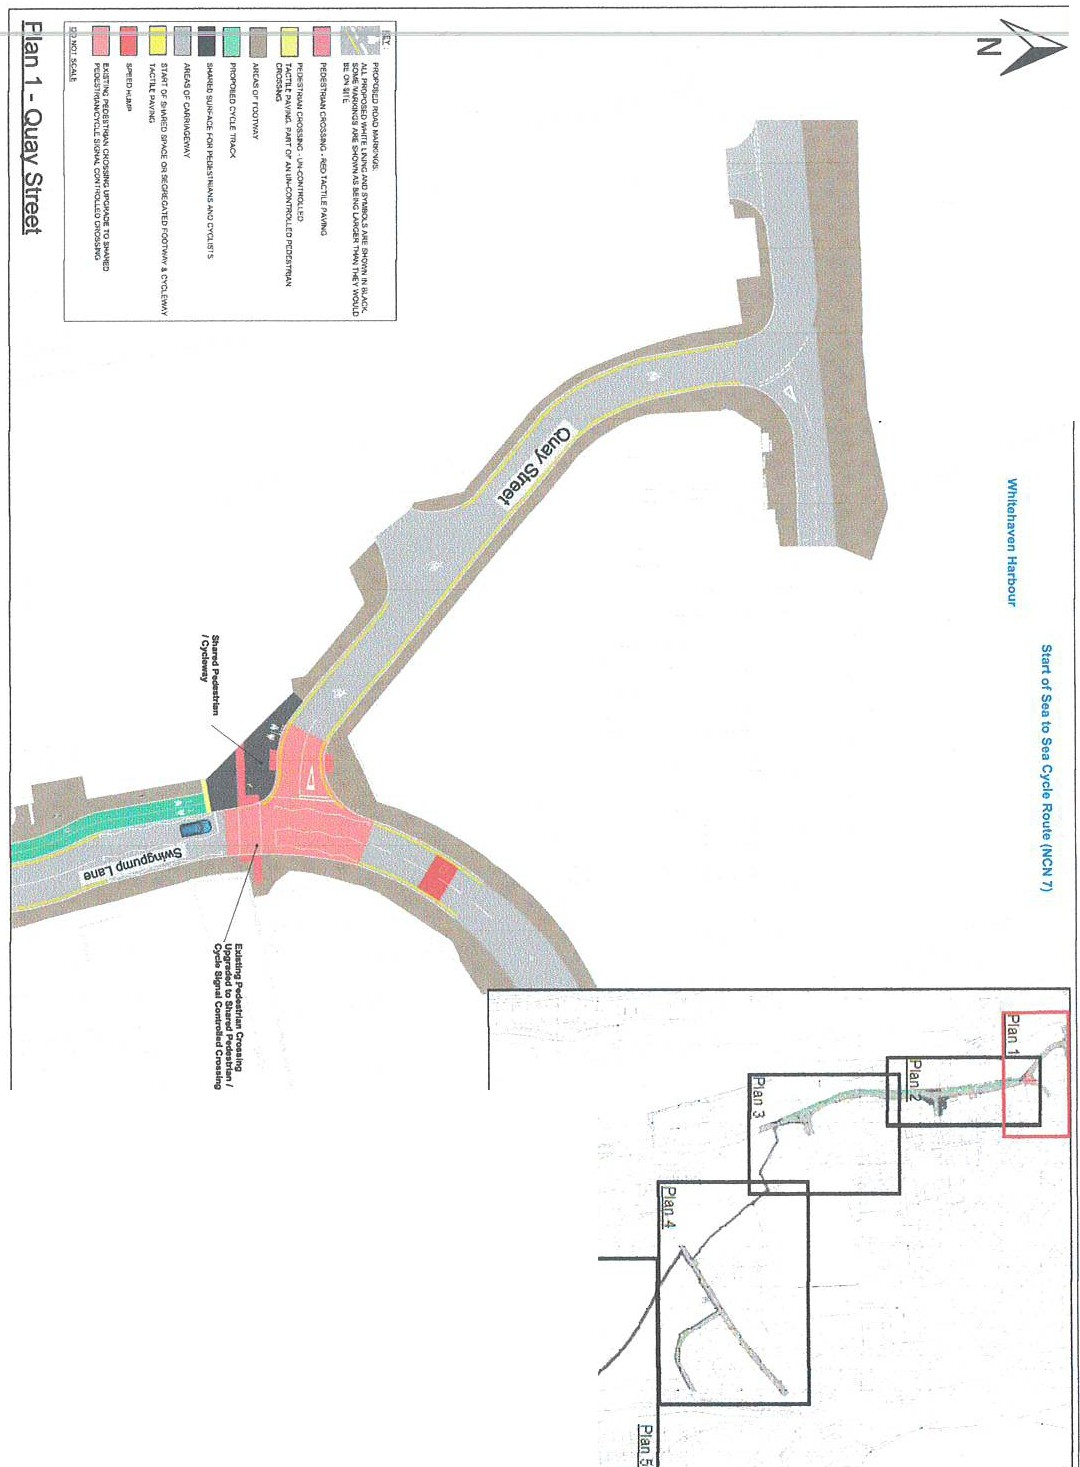 N
Whitehaven Harbour
Start of Sea to Sea Cycle Route (NCN 7)
Quay Street
Shared Pedestrian
/ Cycleway
Swingpump Lane
Existing Pedestrian Crossing
Upgraded to Shared Pedestrian /
Cycle Signal Controlled Crossing
KEY:
PROPOSED ROAD MARKINGS:
ALL PROPOSED WHITE LINING AND SYMBOLS ARE SHOWN IN BLACK.
SOME MARKINGS ARE SHOWN AS BEING LARGER THAN THEY WOULD
BE ON SITE
PEDESTRIAN CROSSING - RED TACTILE PAVING
PEDESTRIAN CROSSING - UN-CONTROLLED
TACTILE PAVING. PART OF AN UN-CONTROLLED PEDESTRIAN
CROSSING
AREAS OF FOOTWAY
PROPOSED CYCLE TRACK
SHARED SURFACE FOR PEDESTRIANS AND CYCLISTS
AREAS OF CARRIAGEWAY
START OF SHARED SPACE OR SEGREGATED FOOTWAY & CYCLEWAY
TACTILE PAVING
SPEED HUMP
EXISTING PEDESTRIAN CROSSING UPGRADE TO SHARED
PEDESTRIAN/CYCLE SIGNAL CONTROLLED CROSSING
DO NOT SCALE
Plan 1 - Quay Street
Plan 1
Plan 2
Plan 3
Plan 4
Plan 5